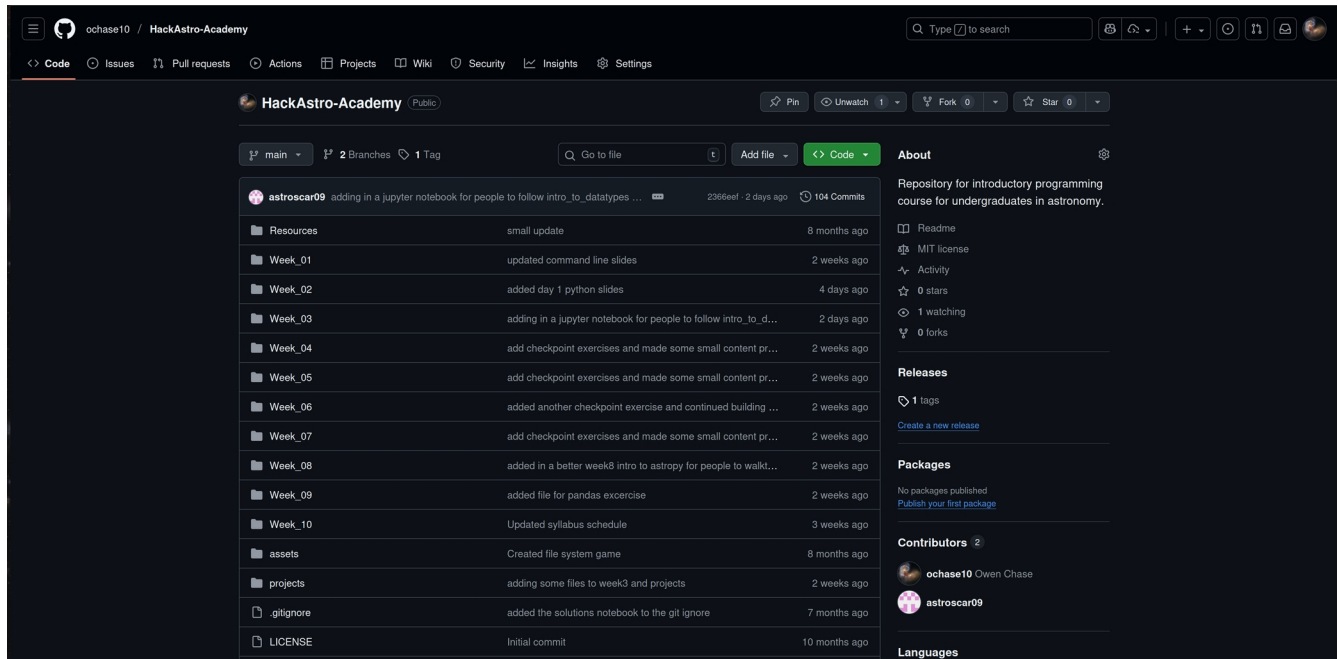 ochase10 / HackAstro-Academy
Type / to search
Code Issues Pull requests Actions Projects Wiki Security Insights Settings
HackAstro-Academy Public
Pin Unwatch 1 Fork 0 Star 0
main 2 Branches 1 Tag Go to file t Add file Code
astroscar09 adding in a jupyter notebook for people to follow intro_to_datatypes ... 2366eef · 2 days ago 104 Commits
Resources small update 8 months ago
Week_01 updated command line slides 2 weeks ago
Week_02 added day 1 python slides 4 days ago
Week_03 adding in a jupyter notebook for people to follow intro_to_d... 2 days ago
Week_04 add checkpoint exercises and made some small content pr... 2 weeks ago
Week_05 add checkpoint exercises and made some small content pr... 2 weeks ago
Week_06 added another checkpoint exercise and continued building ... 2 weeks ago
Week_07 add checkpoint exercises and made some small content pr... 2 weeks ago
Week_08 added in a better week8 intro to astropy for people to walkt... 2 weeks ago
Week_09 added file for pandas excercise 2 weeks ago
Week_10 Updated syllabus schedule 3 weeks ago
assets Created file system game 8 months ago
projects adding some files to week3 and projects 2 weeks ago
.gitignore added the solutions notebook to the git ignore 7 months ago
LICENSE Initial commit 10 months ago
About
Repository for introductory programming
course for undergraduates in astronomy.
Readme
MIT license
Activity
0 stars
1 watching
0 forks
Releases
1 tags
Create a new release
Packages
No packages published
Publish your first package
Contributors 2
ochase10 Owen Chase
astroscar09
Languages